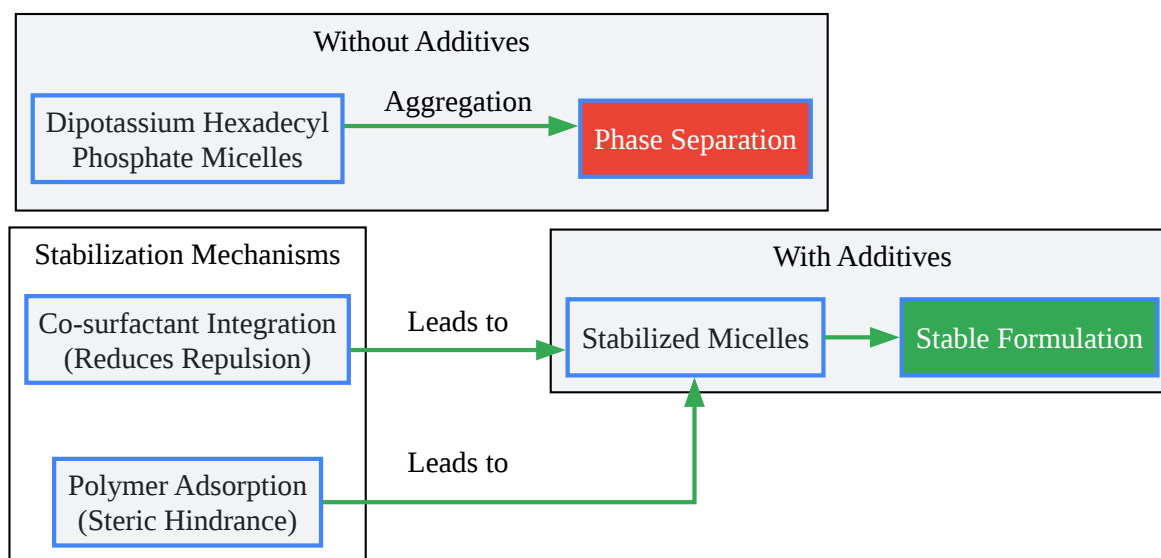 Without Additives
Dipotassium Hexadecyl
Phosphate Micelles
Aggregation
Phase Separation
Stabilization Mechanisms
Co-surfactant Integration
(Reduces Repulsion)
Leads to
With Additives
Stabilized Micelles
Stable Formulation
Polymer Adsorption
(Steric Hindrance)
Leads to